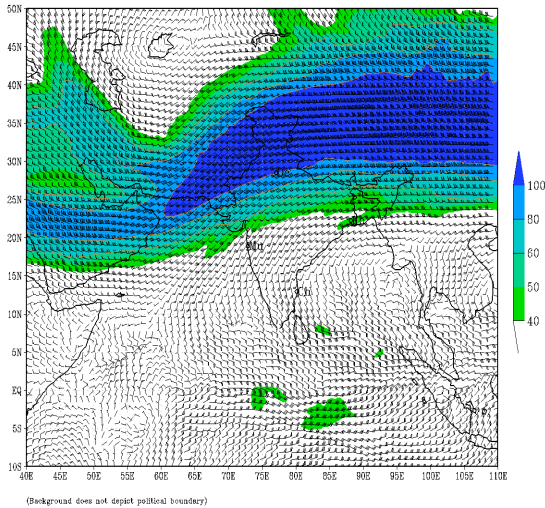 50N
45N
40N
35N
30N
25N
20N
15N
10N
5N
EQ
5S
10S
40E 45E 50E 55E 60E 65E 70E 75E 80E 85E 90E 95E 100E 105E 110E
Mu
Ch
100
80
60
50
40
(Background does not depict political boundary)